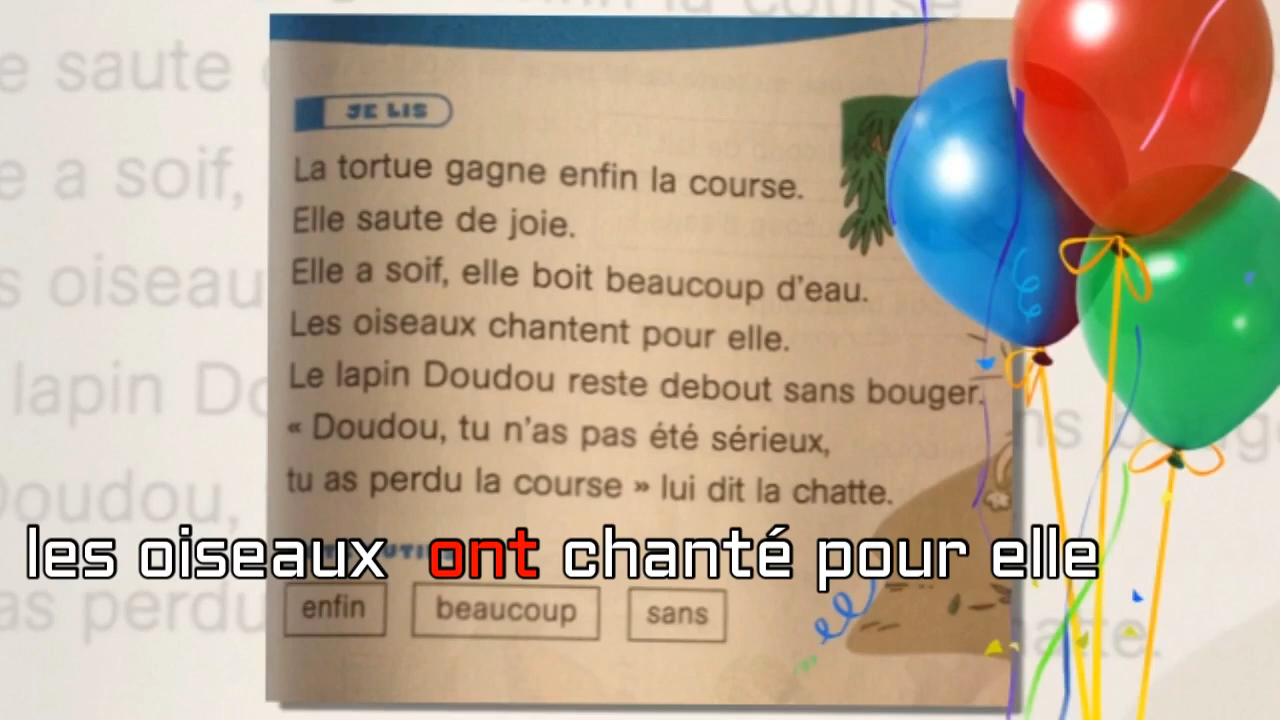 JE LIS
La tortue gagne enfin la course.
Elle saute de joie.
Elle a soif, elle boit beaucoup d'eau.
Les oiseaux chantent pour elle.
Le lapin Doudou reste debout sans bouger.
« Doudou, tu n'as pas été sérieux,
tu as perdu la course » lui dit la chatte.
les oiseaux ont chanté pour elle
enfin beaucoup sans